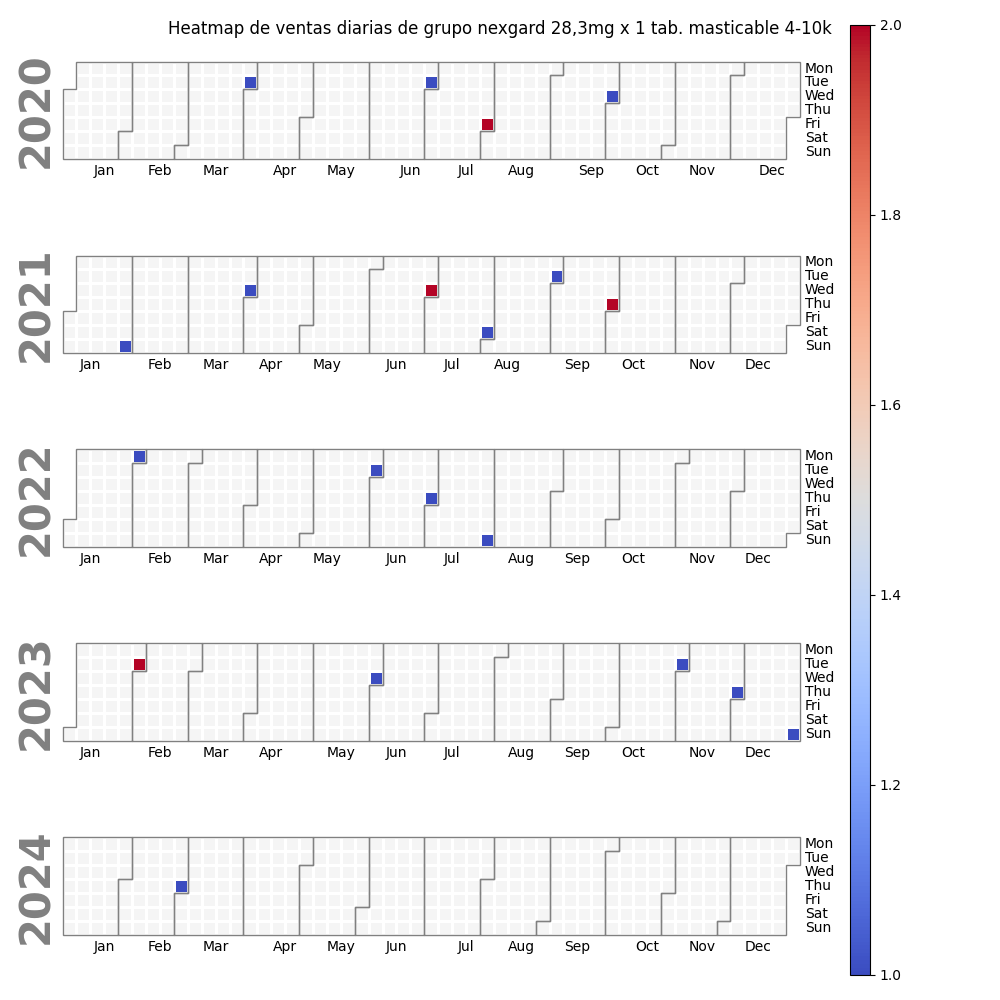 Heatmap de ventas diarias de grupo nexgard 28,3mg x 1 tab. masticable 4-10k
2020
Mon
Tue
Wed
Thu
Fri
Sat
Sun
Jan Feb Mar Apr May Jun Jul Aug Sep Oct Nov Dec
2021
Mon
Tue
Wed
Thu
Fri
Sat
Sun
Jan Feb Mar Apr May Jun Jul Aug Sep Oct Nov Dec
2022
Mon
Tue
Wed
Thu
Fri
Sat
Sun
Jan Feb Mar Apr May Jun Jul Aug Sep Oct Nov Dec
2023
Mon
Tue
Wed
Thu
Fri
Sat
Sun
Jan Feb Mar Apr May Jun Jul Aug Sep Oct Nov Dec
2024
Mon
Tue
Wed
Thu
Fri
Sat
Sun
Jan Feb Mar Apr May Jun Jul Aug Sep Oct Nov Dec
2.0
1.8
1.6
1.4
1.2
1.0